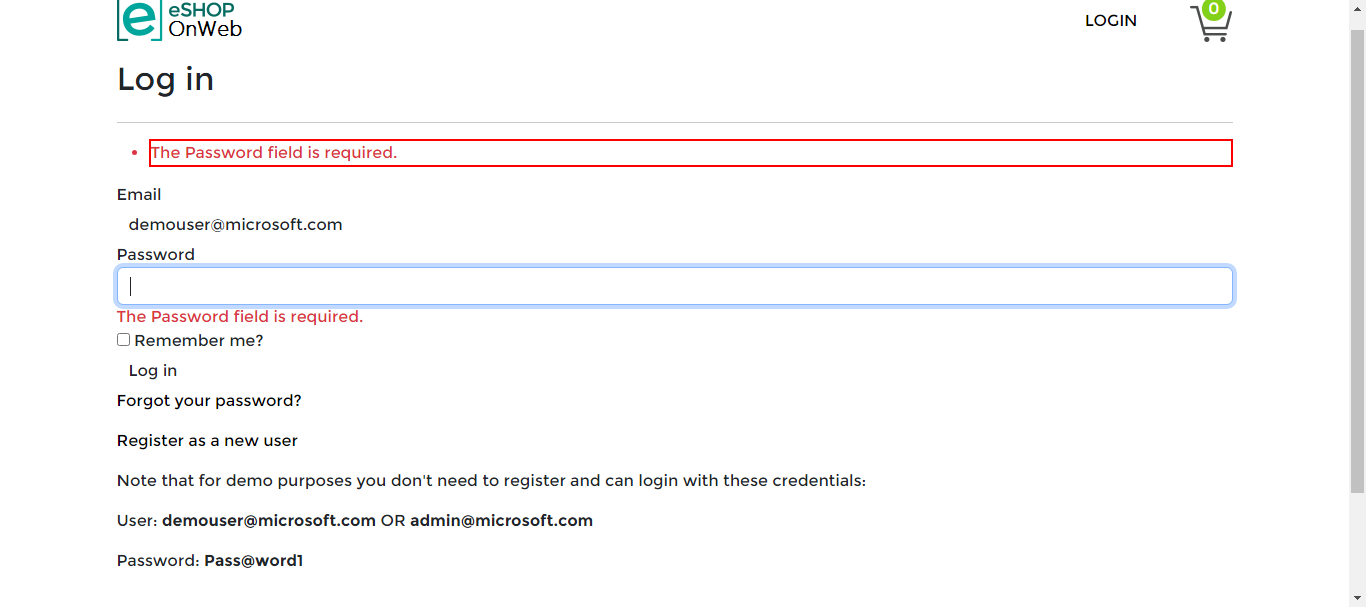 eSHOP
OnWeb
LOGIN
0
Log in
The Password field is required.
Email
demouser@microsoft.com
Password
The Password field is required.
Remember me?
Log in
Forgot your password?
Register as a new user
Note that for demo purposes you don't need to register and can login with these credentials:
User: demouser@microsoft.com OR admin@microsoft.com
Password: Pass@word1